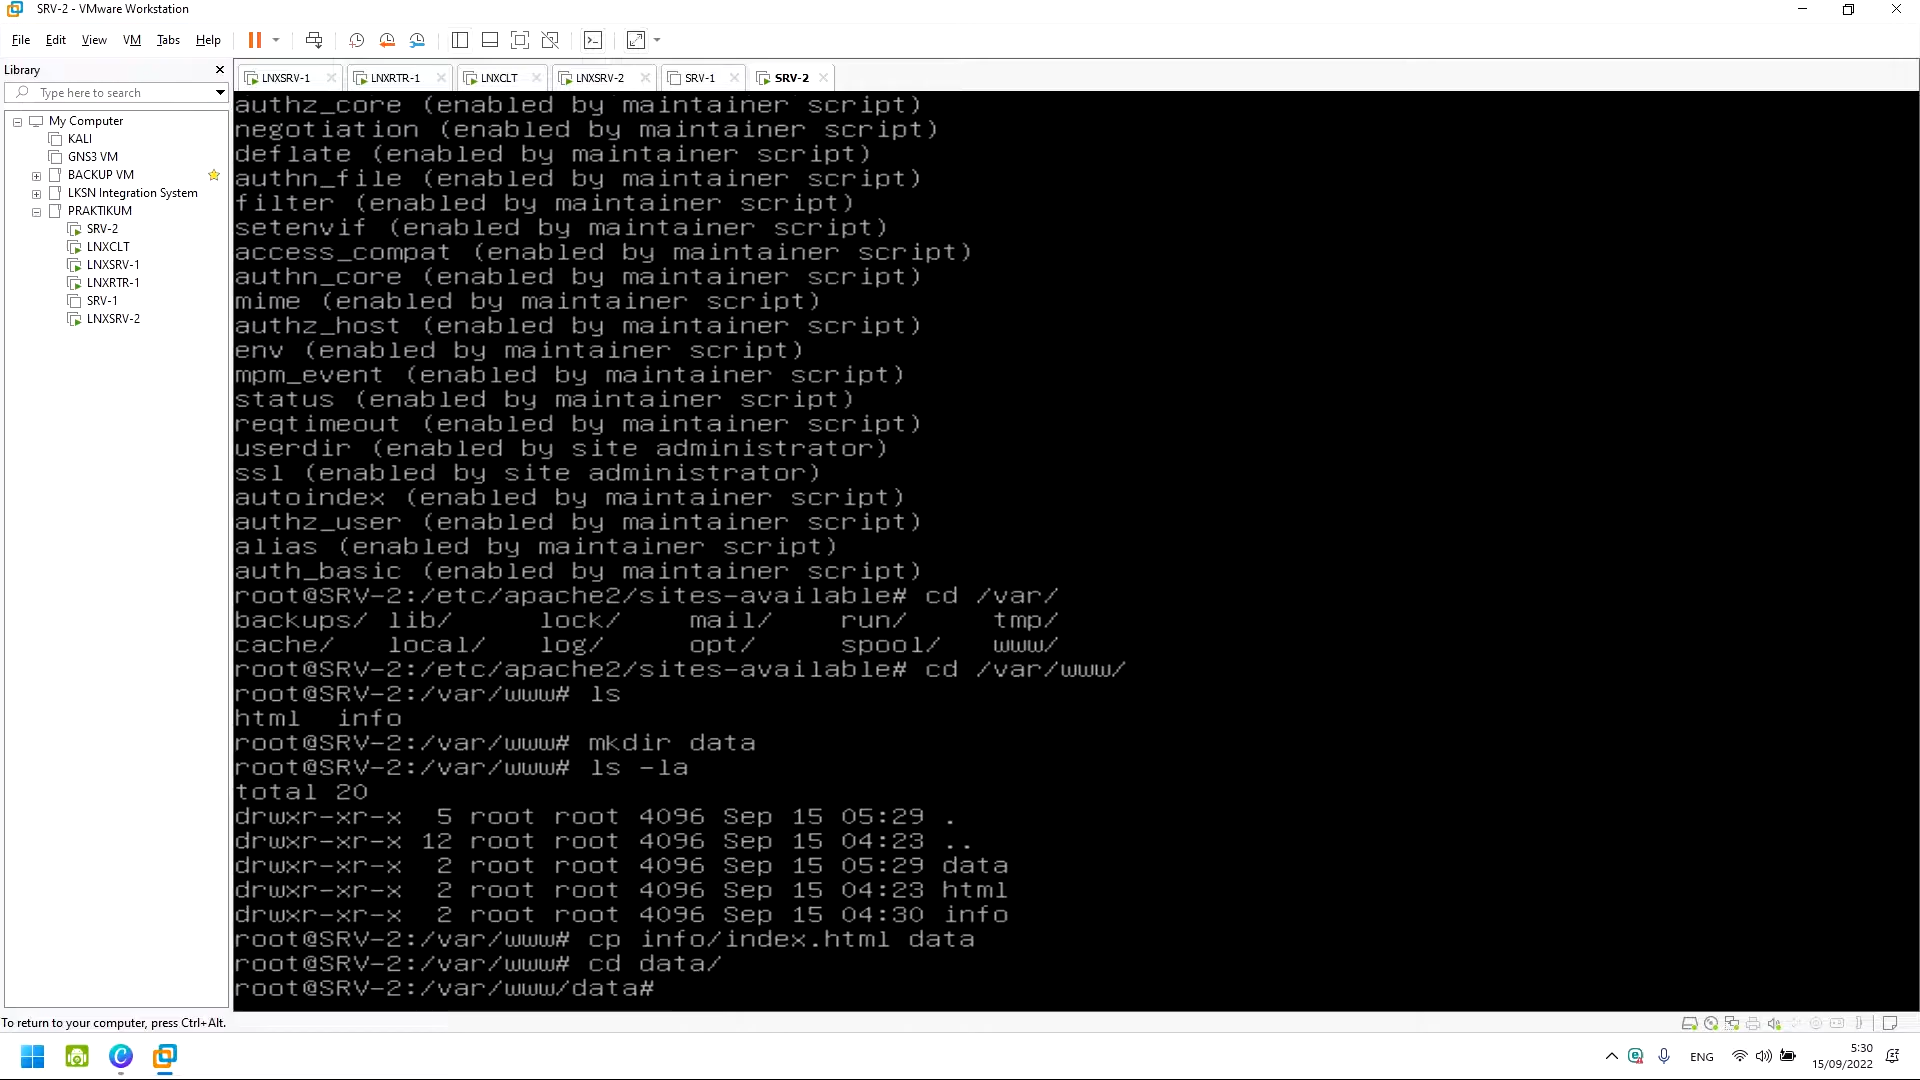 SRV-2 - VMware Workstation
File Edit View VM Tabs Help
Library
Type here to search
My Computer
KALI
GNS3 VM
BACKUP VM
LKSN Integration System
PRAKTIKUM
SRV-2
LNXCLT
LNXSRV-1
LNXRTR-1
SRV-1
LNXSRV-2
LNXSRV-1 LNXRTR-1 LNXCLT LNXSRV-2 SRV-1 SRV-2
authz_core (enabled by maintainer script)
negotiation (enabled by maintainer script)
deflate (enabled by maintainer script)
authn_file (enabled by maintainer script)
filter (enabled by maintainer script)
setenvif (enabled by maintainer script)
access_compat (enabled by maintainer script)
authn_core (enabled by maintainer script)
mime (enabled by maintainer script)
authz_host (enabled by maintainer script)
env (enabled by maintainer script)
mpm_event (enabled by maintainer script)
status (enabled by maintainer script)
reqtimeout (enabled by maintainer script)
userdir (enabled by site administrator)
ssl (enabled by site administrator)
autoindex (enabled by maintainer script)
authz_user (enabled by maintainer script)
alias (enabled by maintainer script)
auth_basic (enabled by maintainer script)
root@SRV-2:/etc/apache2/sites-available# cd /var/
backups/ lib/ lock/ mail/ run/ tmp/
cache/ local/ log/ opt/ spool/ www/
root@SRV-2:/etc/apache2/sites-available# cd /var/www/
root@SRV-2:/var/www# ls
html info
root@SRV-2:/var/www# mkdir data
root@SRV-2:/var/www# ls -la
total 20
drwxr-xr-x 5 root root 4096 Sep 15 05:29 .
drwxr-xr-x 12 root root 4096 Sep 15 04:23 ..
drwxr-xr-x 2 root root 4096 Sep 15 05:29 data
drwxr-xr-x 2 root root 4096 Sep 15 04:23 html
drwxr-xr-x 2 root root 4096 Sep 15 04:30 info
root@SRV-2:/var/www# cp info/index.html data
root@SRV-2:/var/www# cd data/
root@SRV-2:/var/www/data#
To return to your computer, press Ctrl+Alt.
ENG
5:30
15/09/2022